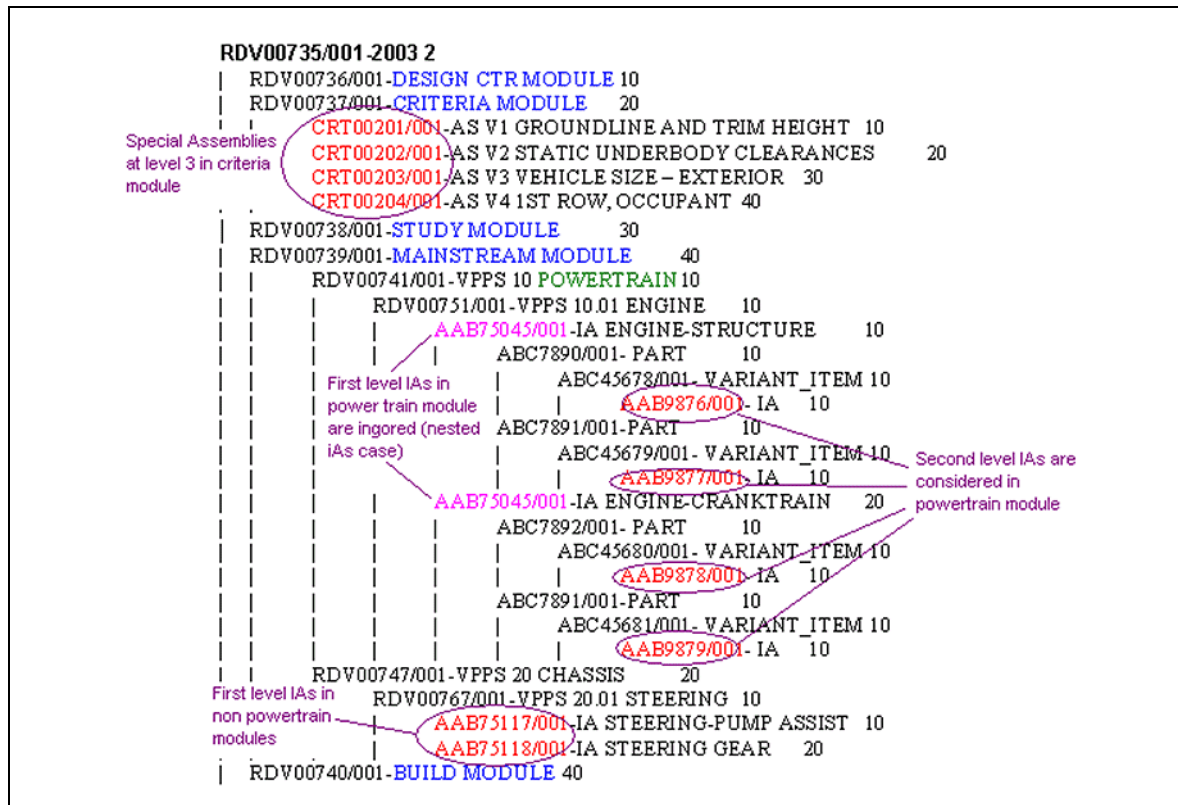 RDV00735/001-2003 2
RDV00736/001-DESIGN CTR MODULE 10
RDV00737/001-CRITERIA MODULE 20
Special Assemblies
at level 3 in criteria
module
CRT00201/001-AS V1 GROUNDLINE AND TRIM HEIGHT 10
CRT00202/001-AS V2 STATIC UNDERBODY CLEARANCES 20
CRT00203/001-AS V3 VEHICLE SIZE – EXTERIOR 30
CRT00204/001-AS V4 1ST ROW, OCCUPANT 40
RDV00738/001-STUDY MODULE 30
RDV00739/001-MAINSTREAM MODULE 40
RDV00741/001-VPPS 10 POWERTRAIN 10
RDV00751/001-VPPS 10.01 ENGINE 10
AAB75045/001-IA ENGINE-STRUCTURE 10
ABC7890/001- PART 10
ABC45678/001- VARIANT_ITEM 10
AAB9876/001- IA 10
First level IAs in
power train module
are ingored (nested
iAs case)
ABC7891/001-PART 10
ABC45679/001- VARIANT_ITEM 10
AAB9877/001- IA 10
Second level IAs are
considered in
powertrain module
AAB75045/001-IA ENGINE-CRANKTRAIN 20
ABC7892/001- PART 10
ABC45680/001- VARIANT_ITEM 10
AAB9878/001- IA 10
ABC7891/001-PART 10
ABC45681/001- VARIANT_ITEM 10
AAB9879/001- IA 10
RDV00747/001-VPPS 20 CHASSIS 20
RDV00767/001-VPPS 20.01 STEERING 10
First level IAs in
non powertrain
modules
AAB75117/001-IA STEERING-PUMP ASSIST 10
AAB75118/001-IA STEERING GEAR 20
RDV00740/001-BUILD MODULE 40